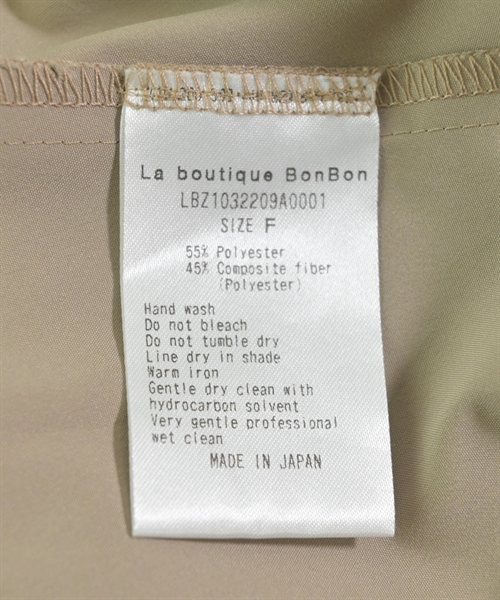 La boutique BonBon
LBZ1032209A0001
SIZE F
55% Polyester
45% Composite fiber
(Polyester)
Hand wash
Do not bleach
Do not tumble dry
Line dry in shade
Warm iron
Gentle dry clean with
hydrocarbon solvent
Very gentle professional
wet clean
MADE IN JAPAN